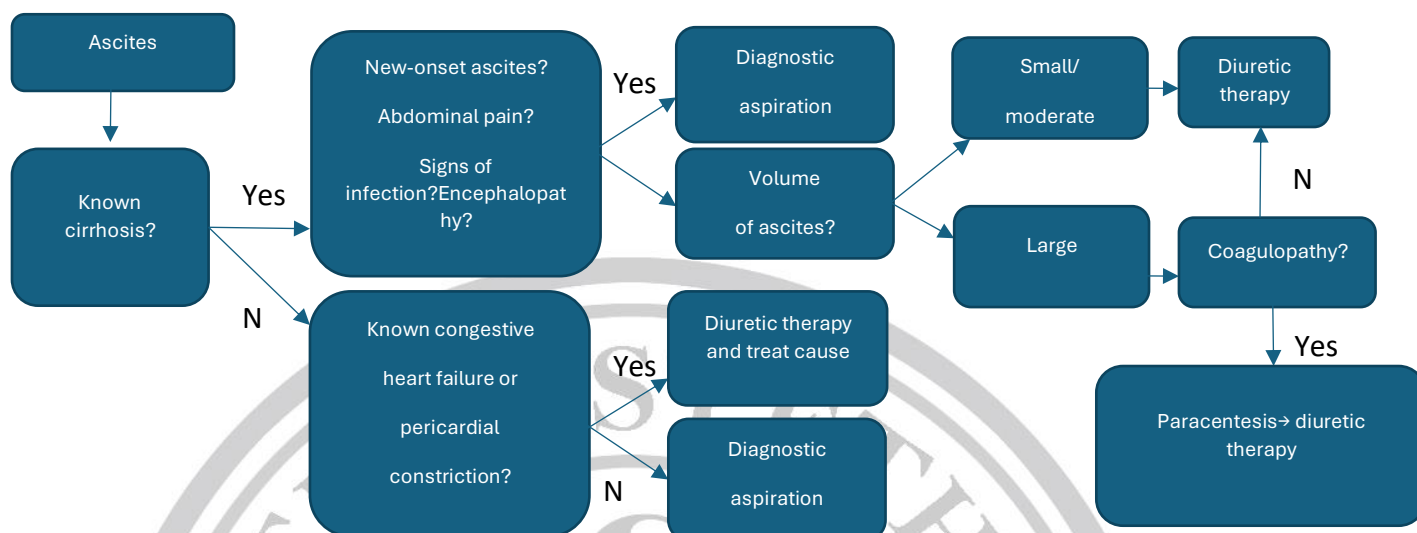 Ascites
Known
cirrhosis?
Yes
N
New-onset ascites?
Abdominal pain?
Signs of
infection?Encephalopat
hy?
Known congestive
heart failure or
pericardial
constriction?
Yes
Diagnostic
aspiration
Volume
of ascites?
Yes
Diuretic therapy
and treat cause
N
Diagnostic
aspiration
Small/
moderate
Large
Diuretic
therapy
N
Coagulopathy?
Yes
Paracentesis→ diuretic
therapy